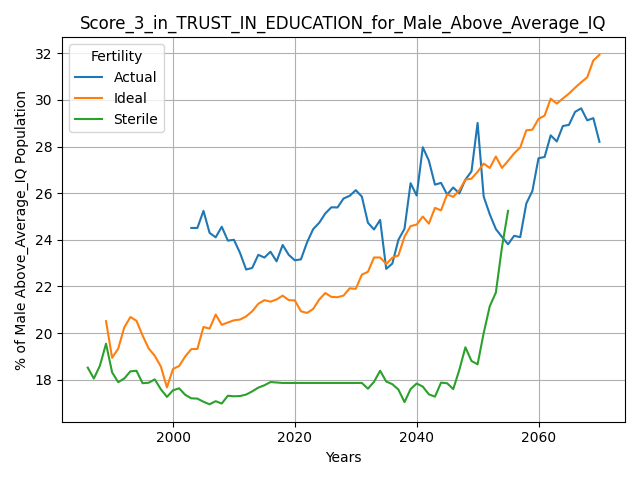 Score_3_in_TRUST_IN_EDUCATION_for_Male_Above_Average_IQ
Fertility
Actual
Ideal
Sterile
% of Male Above_Average_IQ Population
32
30
28
26
24
22
20
18
2000
2020
2040
2060
Years